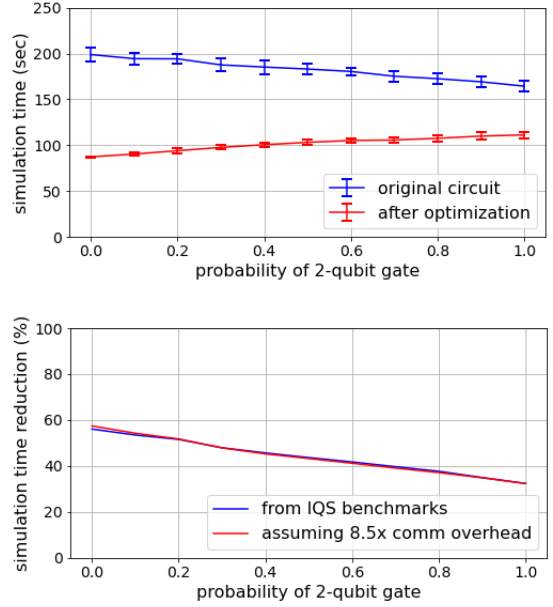 simulation time (sec)
250
200
150
100
50
0
original circuit
after optimization
0.0 0.2 0.4 0.6 0.8 1.0
probability of 2-qubit gate
simulation time reduction (%)
100
80
60
40
20
0
from IQS benchmarks
assuming 8.5x comm overhead
0.0 0.2 0.4 0.6 0.8 1.0
probability of 2-qubit gate